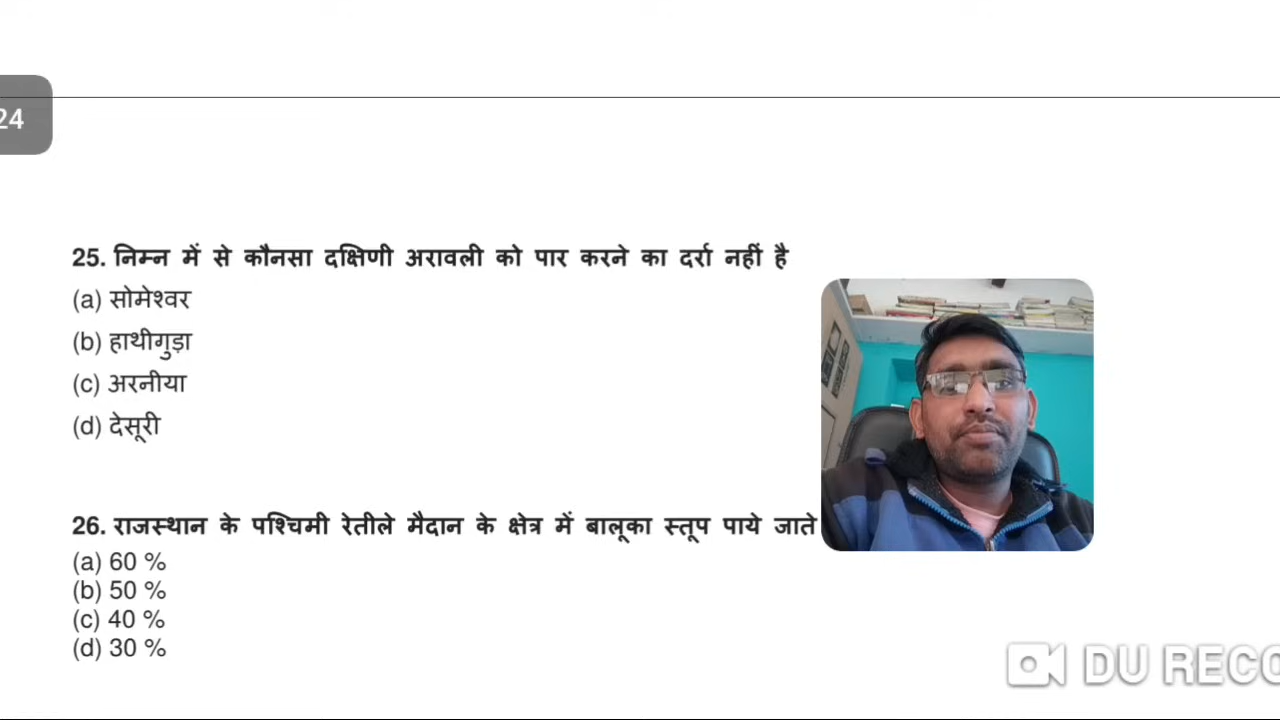 24
25. निम्न में से कौनसा दक्षिणी अरावली को पार करने का दर्रा नहीं है
(a) सोमेश्वर
(b) हाथीगुड़ा
(c) अरनीया
(d) देसूरी
26. राजस्थान के पश्चिमी रेतीले मैदान के क्षेत्र में बालूका स्तूप पाये जाते
(a) 60 %
(b) 50 %
(c) 40 %
(d) 30 %
DU RECO